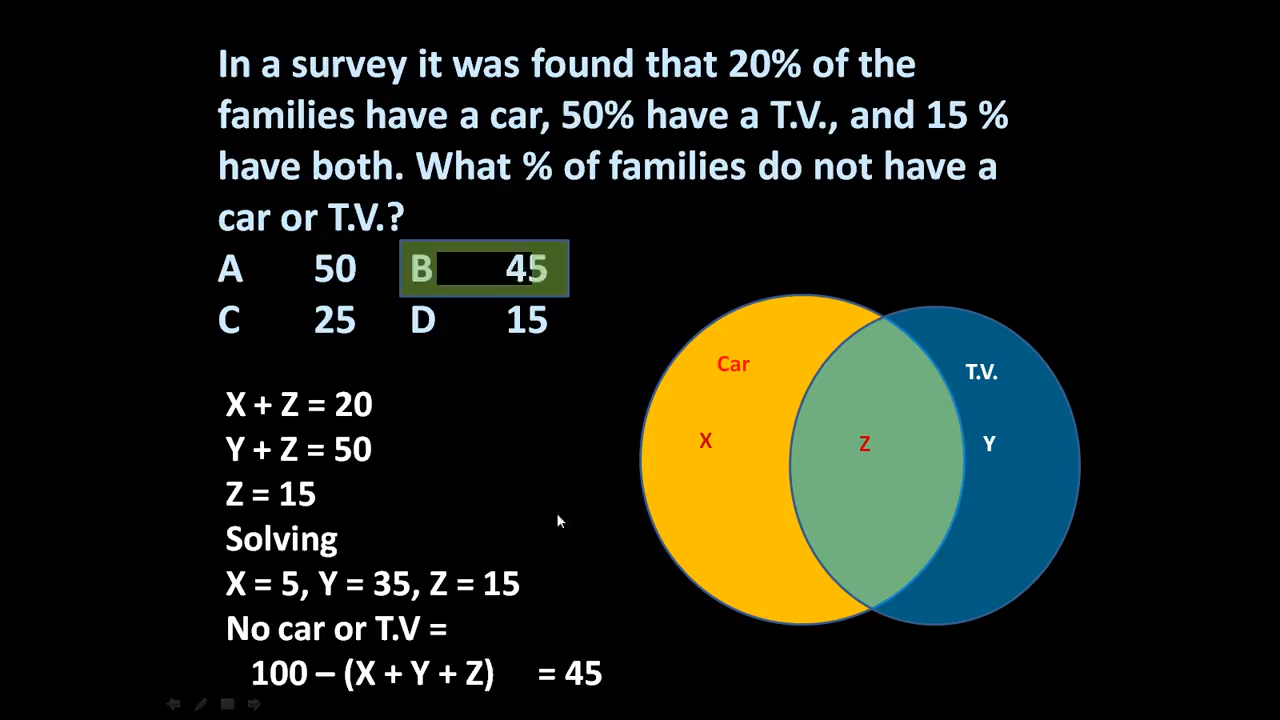 In a survey it was found that 20% of the
families have a car, 50% have a T.V., and 15 %
have both. What % of families do not have a
car or T.V.?
A 50 B 45
C 25 D 15
X + Z = 20
Y + Z = 50
Z = 15
Solving
X = 5, Y = 35, Z = 15
No car or T.V =
100 – (X + Y + Z) = 45
Car
T.V.
X Z Y